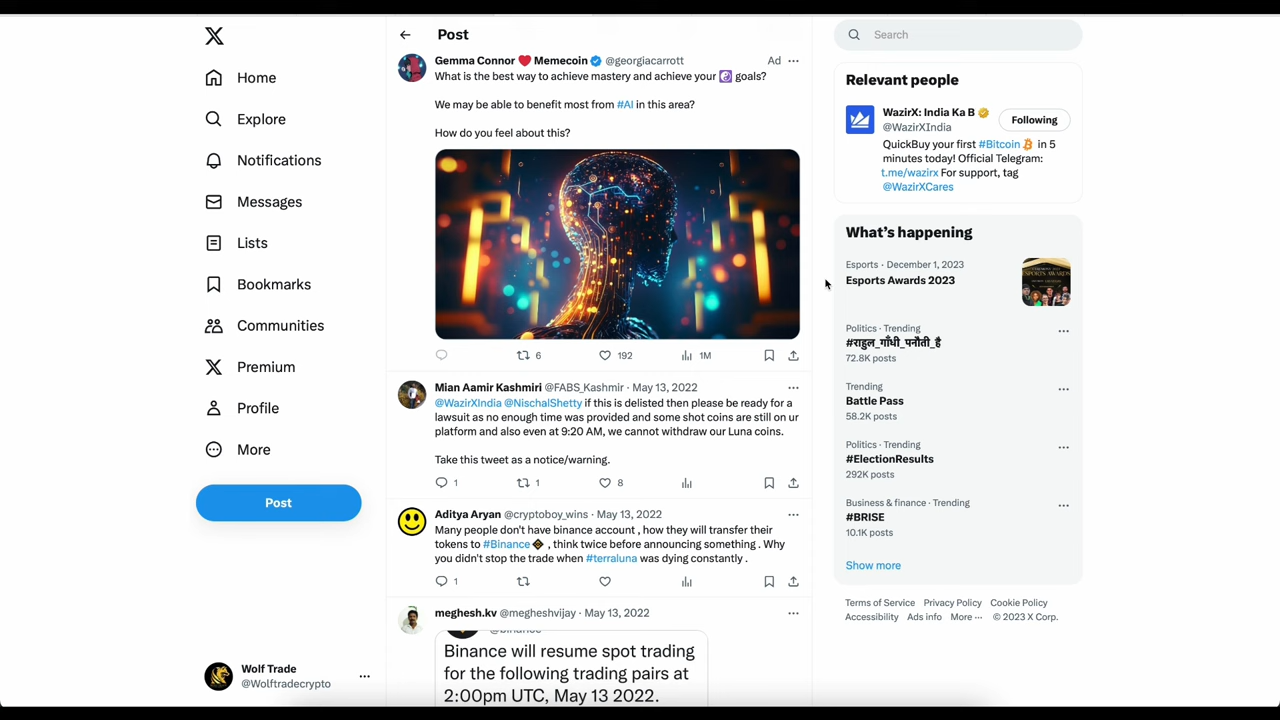 Home
Explore
Notifications
Messages
Lists
Bookmarks
Communities
Premium
Profile
More
Post
Wolf Trade
@Wolftradecrypto
Post
Gemma Connor ❤️ Memecoin @georgiacarrott Ad
What is the best way to achieve mastery and achieve your ☯️ goals?
We may be able to benefit most from #AI in this area?
How do you feel about this?
6 192 1M
Mian Aamir Kashmiri @FABS_Kashmir · May 13, 2022
@WazirXIndia @NischalShetty if this is delisted then please be ready for a
lawsuit as no enough time was provided and some shot coins are still on ur
platform and also even at 9:20 AM, we cannot withdraw our Luna coins.
Take this tweet as a notice/warning.
1 1 8
Aditya Aryan @cryptoboy_wins · May 13, 2022
Many people don't have binance account , how they will transfer their
tokens to #Binance , think twice before announcing something . Why
you didn't stop the trade when #terraluna was dying constantly .
1
meghesh.kv @megheshvijay · May 13, 2022
@binance
Binance will resume spot trading
for the following trading pairs at
2:00pm UTC, May 13 2022.
Search
Relevant people
WazirX: India Ka B
@WazirXIndia
Following
QuickBuy your first #Bitcoin in 5
minutes today! Official Telegram:
t.me/wazirx For support, tag
@WazirXCares
What's happening
Esports · December 1, 2023
Esports Awards 2023
ESPORTS AWARDS
Politics · Trending
#राहुल_गाँधी_पनौती_है
72.8K posts
Trending
Battle Pass
58.2K posts
Politics · Trending
#ElectionResults
292K posts
Business & finance · Trending
#BRISE
10.1K posts
Show more
Terms of Service Privacy Policy Cookie Policy
Accessibility Ads info More ··· © 2023 X Corp.